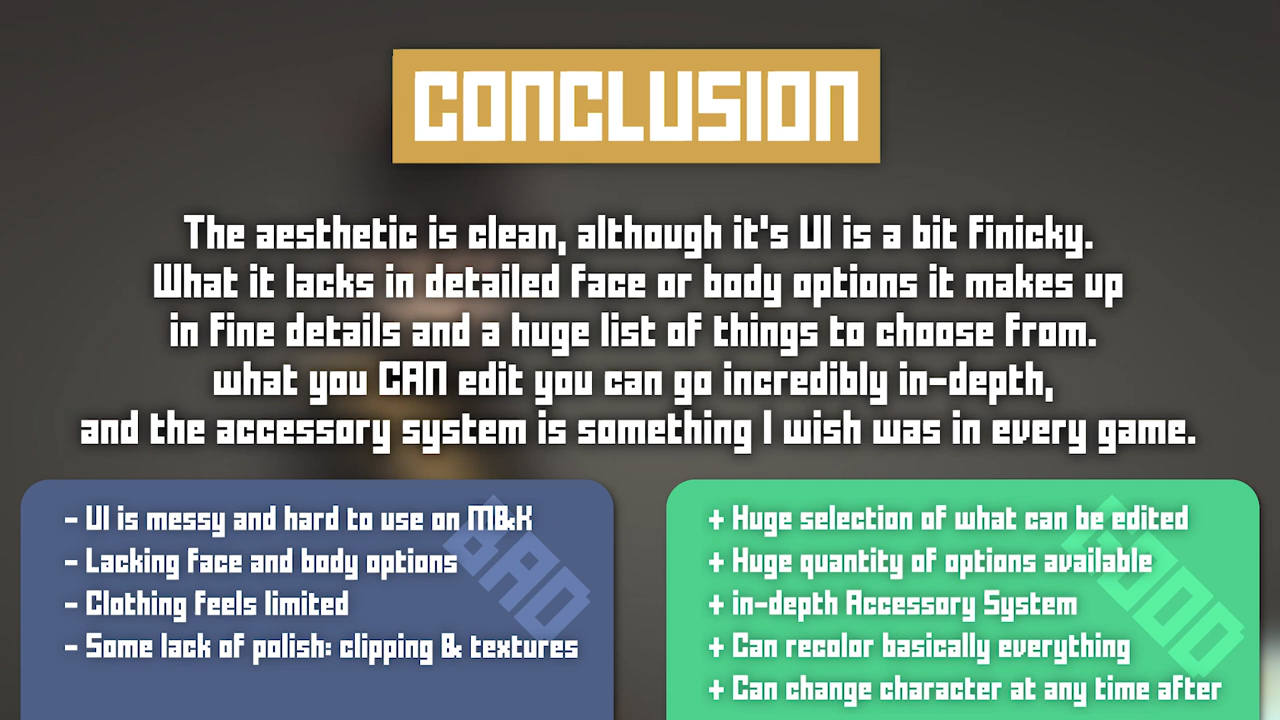 CONCLUSION
The aesthetic is clean, although it's UI is a bit finicky.
What it lacks in detailed face or body options it makes up
in fine details and a huge list of things to choose from.
what you CAN edit you can go incredibly in-depth,
and the accessory system is something I wish was in every game.
BAD
- UI is messy and hard to use on M&K
- Lacking face and body options
- Clothing feels limited
- Some lack of polish: clipping & textures
GOOD
+ Huge selection of what can be edited
+ Huge quantity of options available
+ in-depth Accessory System
+ Can recolor basically everything
+ Can change character at any time after